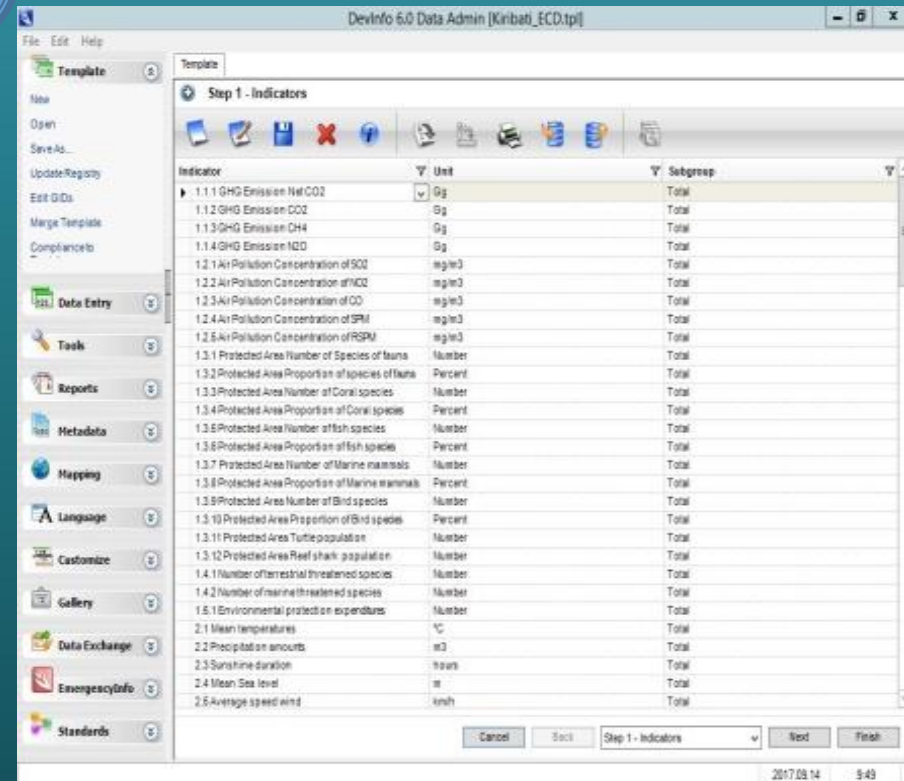 DevInfo 6.0 Data Admin [Kiribati_ECD.tpl]
File Edit Help
Template
New
Open
Save As...
Update Registry
Edit GIDs
Merge Template
Compliance to
Data Entry
Tools
Reports
Metadata
Mapping
Language
Customize
Gallery
Data Exchange
EmergencyInfo
Standards
Template
Step 1 - Indicators
Indicator Unit Subgroup
1.1.1 GHG Emission Net CO2 Gg Total
1.1.2 GHG Emission CO2 Gg Total
1.1.3 GHG Emission CH4 Gg Total
1.1.4 GHG Emission N2O Gg Total
1.2.1 Air Pollution Concentration of SO2 mg/m3 Total
1.2.2 Air Pollution Concentration of NO2 mg/m3 Total
1.2.3 Air Pollution Concentration of CO mg/m3 Total
1.2.4 Air Pollution Concentration of SPM mg/m3 Total
1.2.5 Air Pollution Concentration of RSPM mg/m3 Total
1.3.1 Protected Area Number of Species of fauna Number Total
1.3.2 Protected Area Proportion of species of fauna Percent Total
1.3.3 Protected Area Number of Coral species Number Total
1.3.4 Protected Area Proportion of Coral species Percent Total
1.3.5 Protected Area Number of fish species Number Total
1.3.6 Protected Area Proportion of fish species Percent Total
1.3.7 Protected Area Number of Marine mammals Number Total
1.3.8 Protected Area Proportion of Marine mammals Percent Total
1.3.9 Protected Area Number of Bird species Number Total
1.3.10 Protected Area Proportion of Bird species Percent Total
1.3.11 Protected Area Turtle population Number Total
1.3.12 Protected Area Reef shark population Number Total
1.4.1 Number of terrestrial threatened species Number Total
1.4.2 Number of marine threatened species Number Total
1.5.1 Environmental protection expenditures Number Total
2.1 Mean temperatures °C Total
2.2 Precipitation amounts m3 Total
2.3 Sunshine duration hours Total
2.4 Mean Sea level m Total
2.5 Average speed wind km/h Total
Cancel Back Step 1 - Indicators Next Finish
2017.09.14 9:49